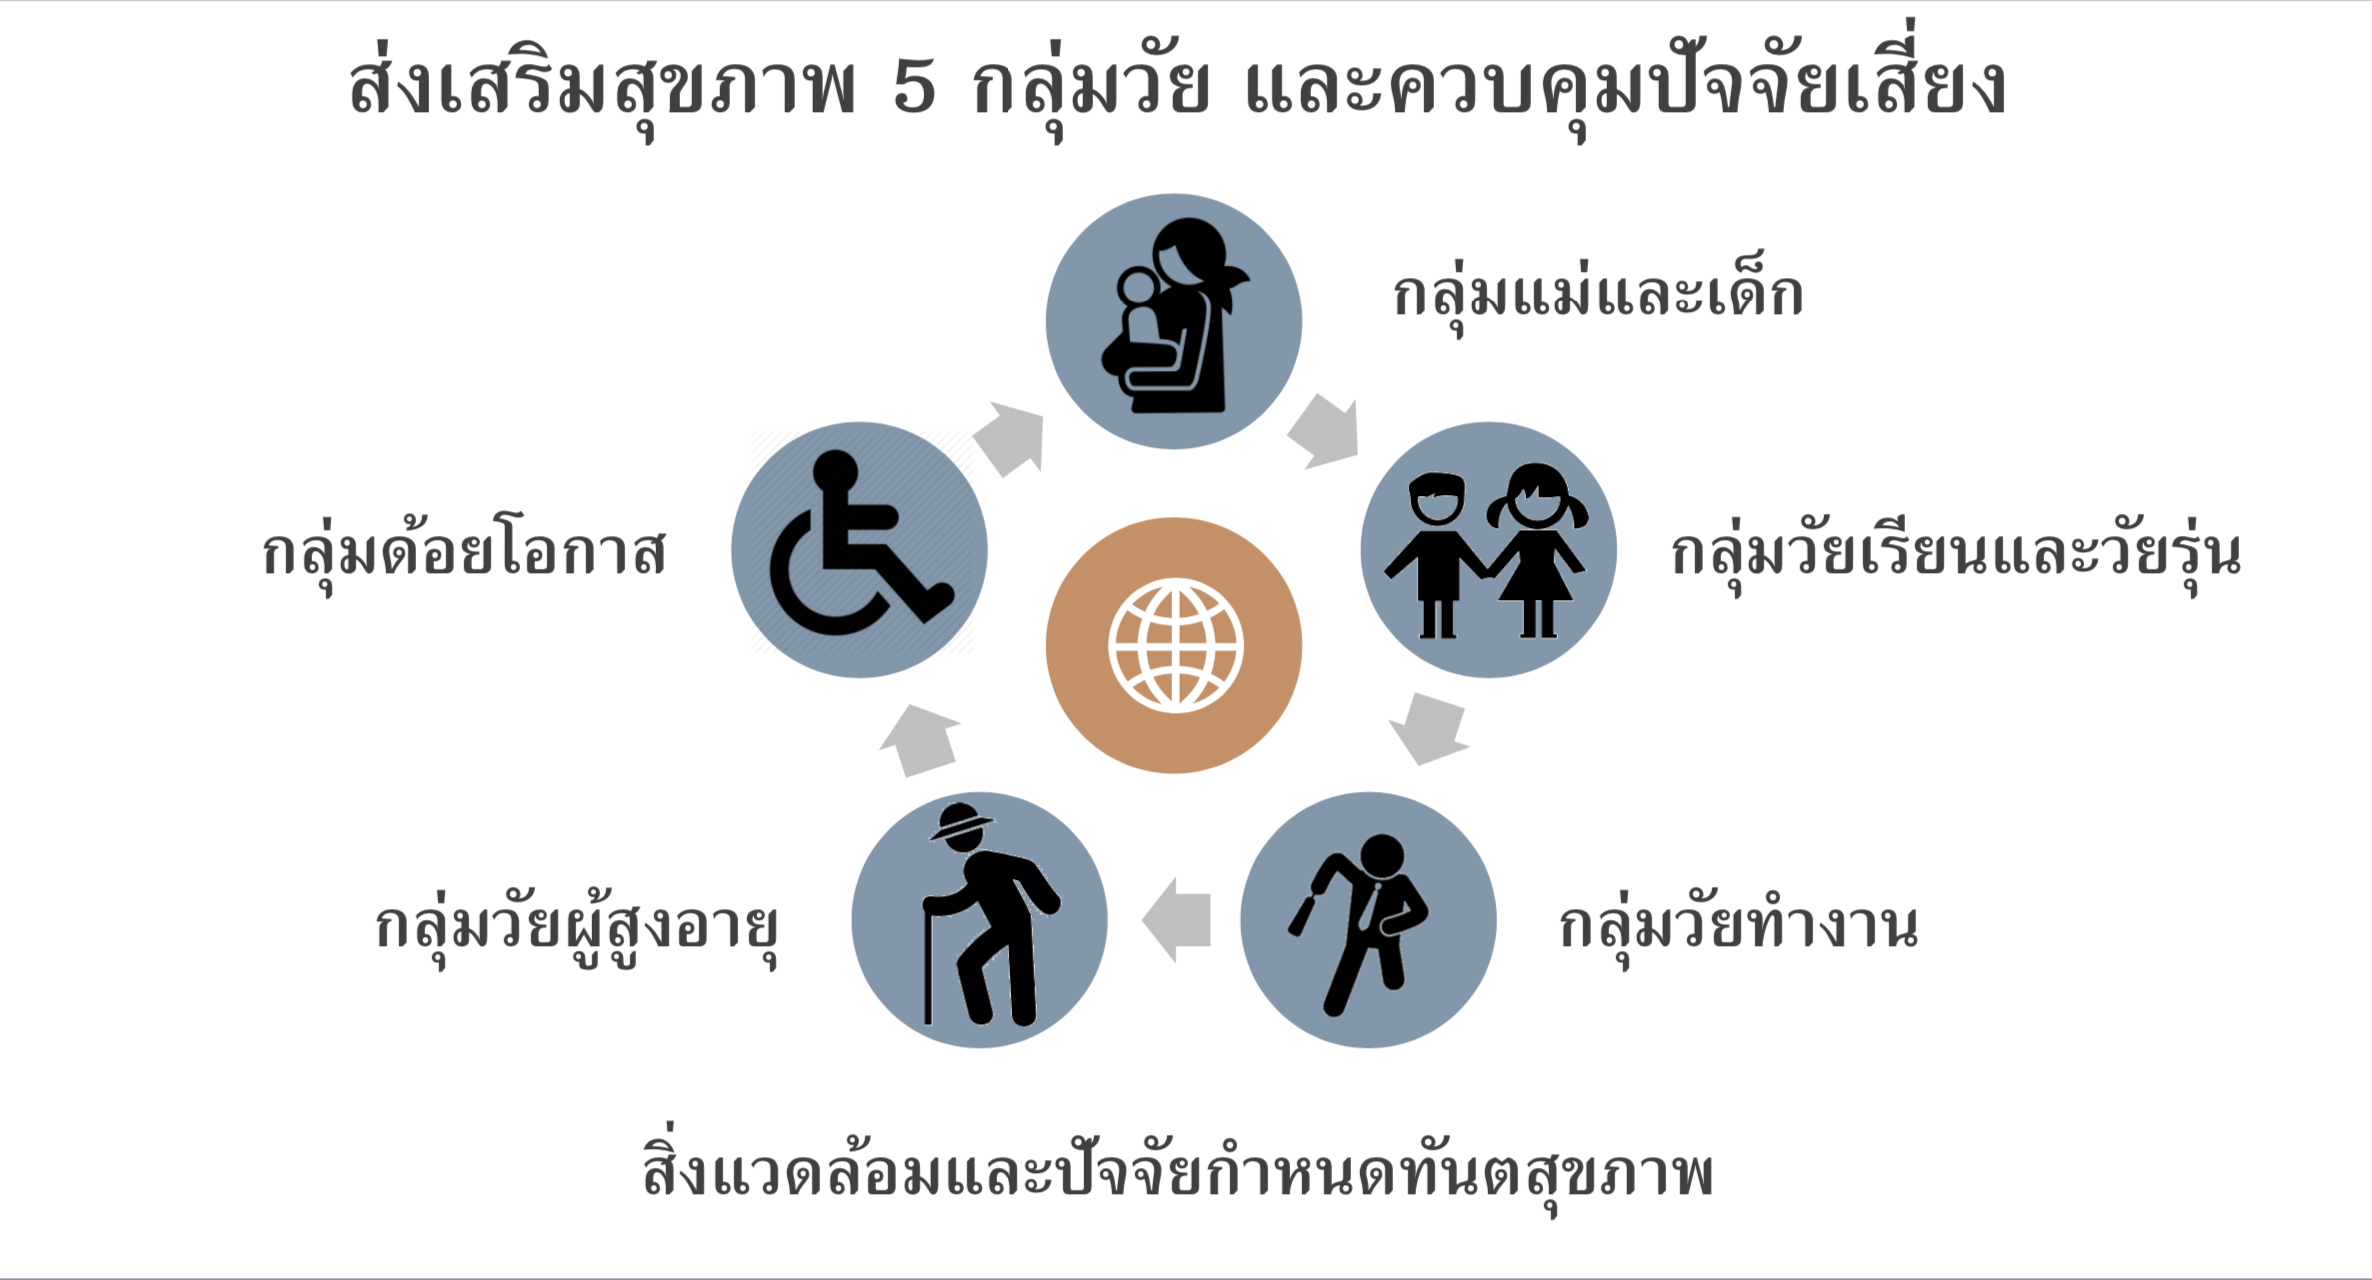 ส่งเสริมสุขภาพ 5 กลุ่มวัย และควบคุมปัจจัยเสี่ยง
กลุ่มแม่และเด็ก
กลุ่มด้อยโอกาส
กลุ่มวัยเรียนและวัยรุ่น
กลุ่มวัยผู้สูงอายุ
กลุ่มวัยทำงาน
สิ่งแวดล้อมและปัจจัยกำหนดทันตสุขภาพ